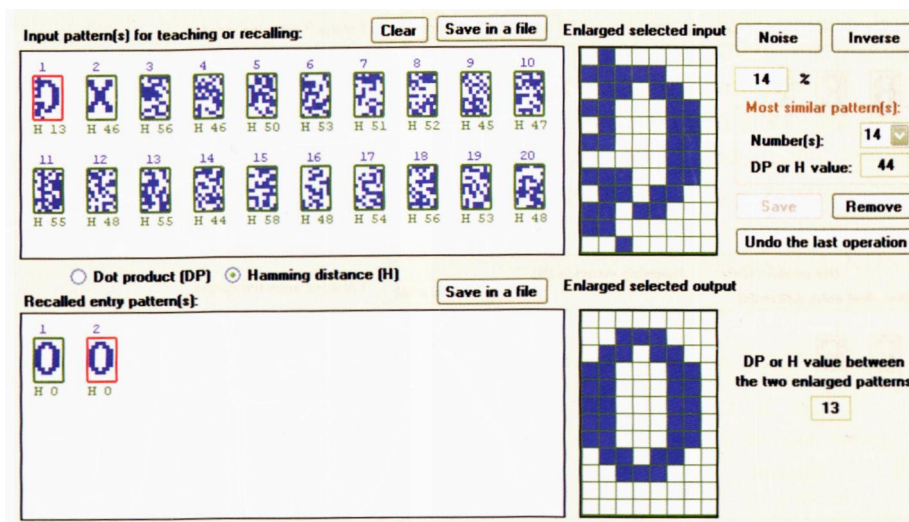 Input pattern(s) for teaching or recalling:
Clear
Save in a file
1 2 3 4 5 6 7 8 9 10
H 13 H 46 H 56 H 46 H 50 H 53 H 51 H 52 H 45 H 47
11 12 13 14 15 16 17 18 19 20
H 55 H 48 H 55 H 44 H 58 H 48 H 54 H 56 H 53 H 48
Enlarged selected input
Noise
Inverse
14 %
Most similar pattern(s):
Number(s): 14
DP or H value: 44
Save
Remove
Undo the last operation
Dot product (DP)
Hamming distance (H)
Recalled entry pattern(s):
Save in a file
1 2
H 0 H 0
Enlarged selected output
DP or H value between
the two enlarged patterns
13